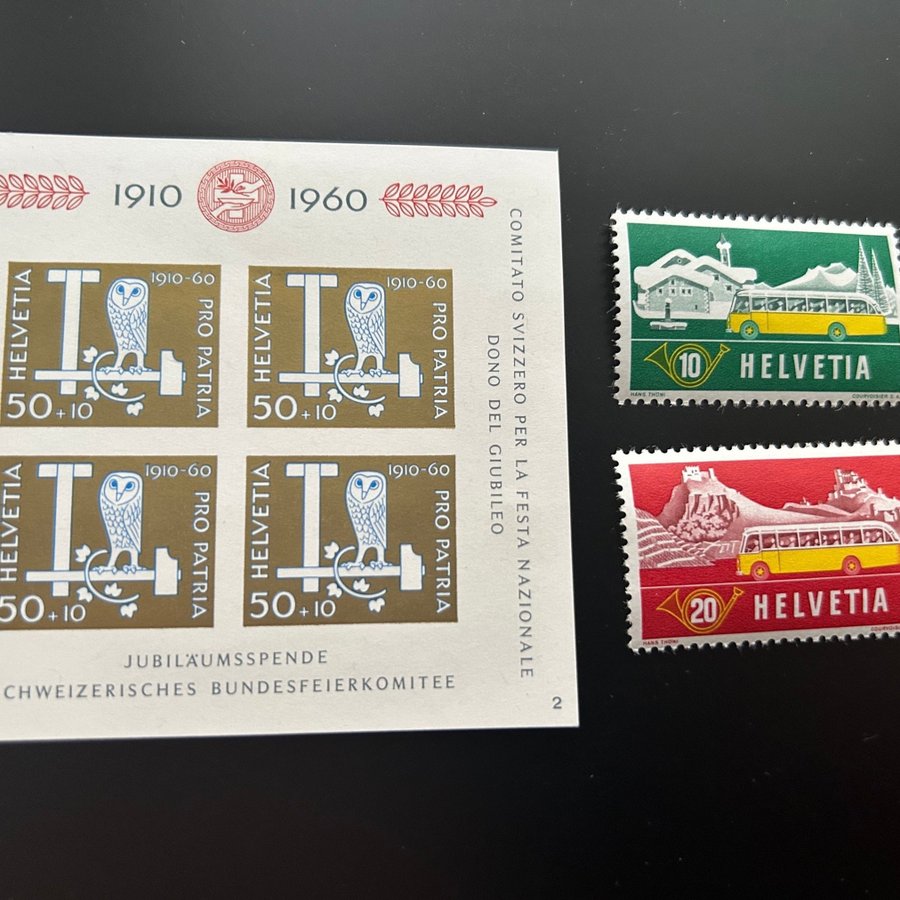 1910 1960
COMITATO SVIZZERO PER LA FESTA NAZIONALE
DONO DEL GIUBILEO
HELVETIA
1910-60
PRO PATRIA
50+10
HELVETIA
1910-60
PRO PATRIA
50+10
HELVETIA
1910-60
PRO PATRIA
50+10
HELVETIA
1910-60
PRO PATRIA
50+10
JUBILÄUMSSPENDE
CHWEIZERISCHES BUNDESFEIERKOMITEE
2
10 HELVETIA
HANS THÖNI COURVOISIER S.A.
20 HELVETIA
HANS THÖNI COURVOISIER